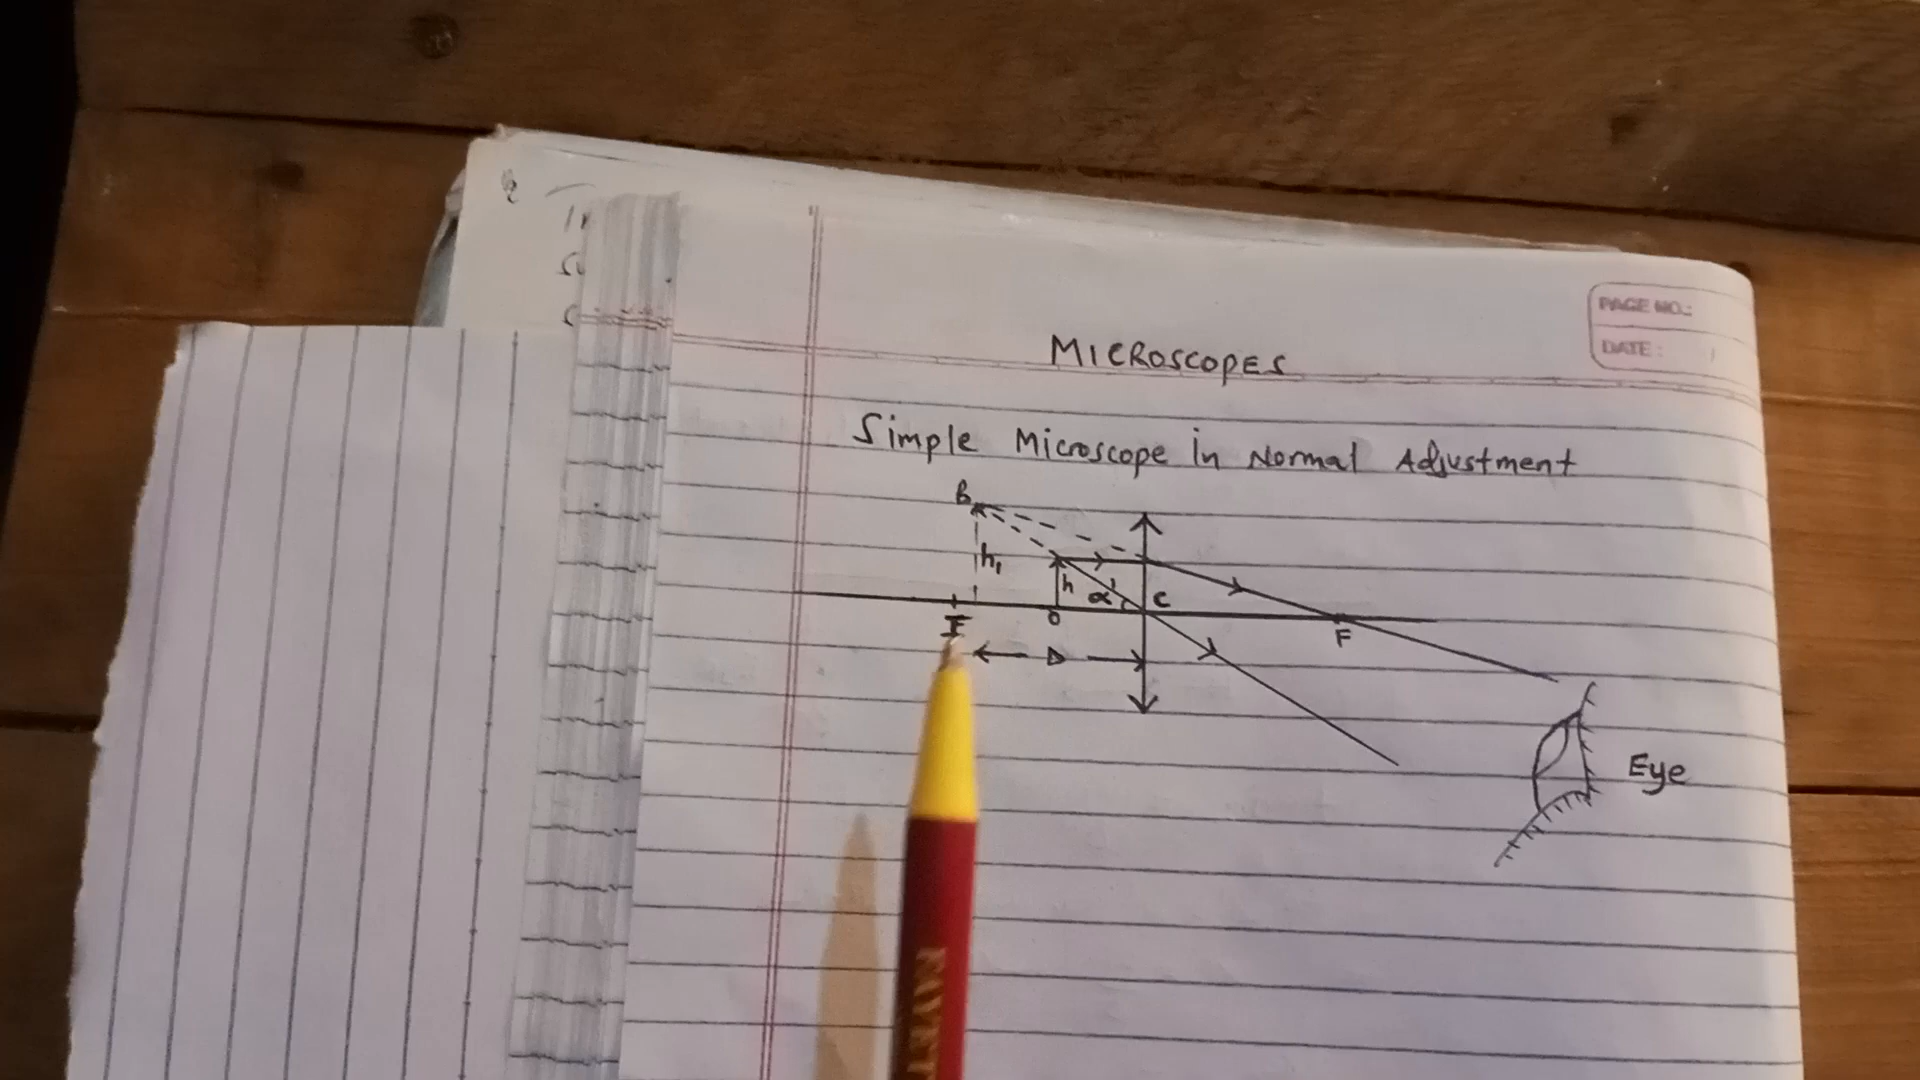 PAGE NO.:
DATE :
MICROSCOPES
Simple Microscope in Normal Adjustment
B
h₁
h α' C
I O F
D
Eye